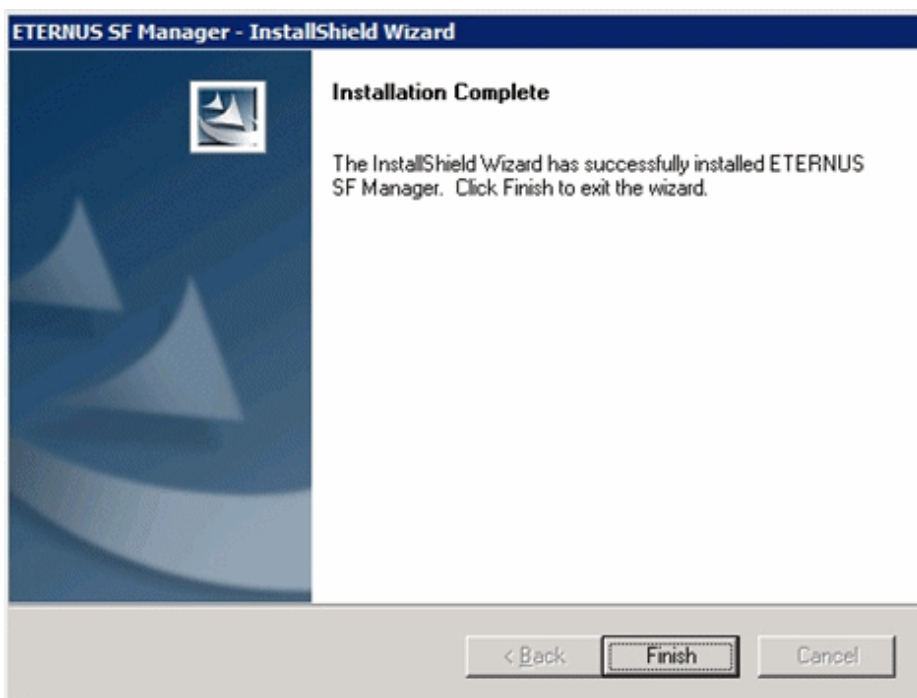 ETERNUS SF Manager - InstallShield Wizard
Installation Complete
The InstallShield Wizard has successfully installed ETERNUS
SF Manager. Click Finish to exit the wizard.
< Back
Finish
Cancel